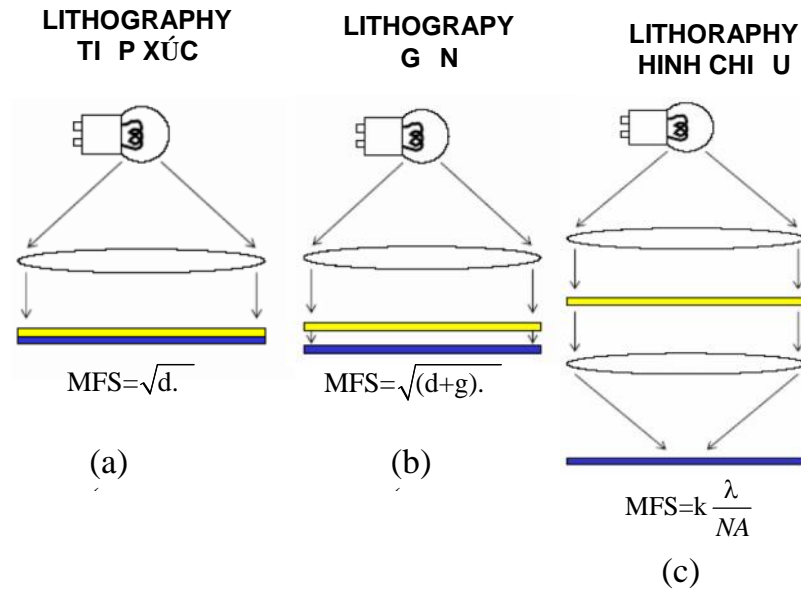 LITHOGRAPHY
TI P XÚC
LITHOGRAPY
G N
LITHORAPHY
HINH CHI U
MFS=√d.
(a)
MFS=√(d+g).
(b)
MFS=k λ/NA
(c)